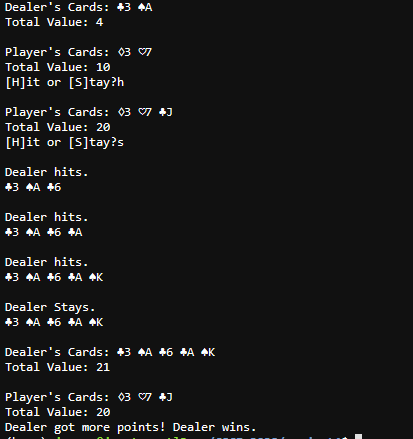 Dealer's Cards: ♣3 ♠A
Total Value: 4
Player's Cards: ◊3 ♡7
Total Value: 10
[H]it or [S]tay?h
Player's Cards: ◊3 ♡7 ♣J
Total Value: 20
[H]it or [S]tay?s
Dealer hits.
♣3 ♠A ♣6
Dealer hits.
♣3 ♠A ♣6 ♣A
Dealer hits.
♣3 ♠A ♣6 ♣A ♠K
Dealer Stays.
♣3 ♠A ♣6 ♣A ♠K
Dealer's Cards: ♣3 ♠A ♣6 ♣A ♠K
Total Value: 21
Player's Cards: ◊3 ♡7 ♣J
Total Value: 20
Dealer got more points! Dealer wins.